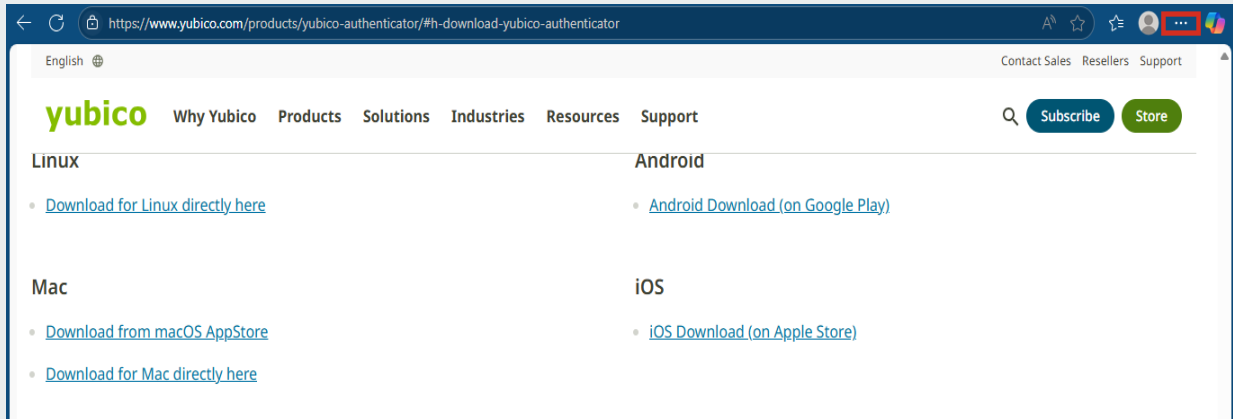 https://www.yubico.com/products/yubico-authenticator/#h-download-yubico-authenticator
English
Contact Sales Resellers Support
yubico Why Yubico Products Solutions Industries Resources Support Subscribe Store
Linux
Download for Linux directly here
Android
Android Download (on Google Play)
Mac
Download from macOS AppStore
Download for Mac directly here
iOS
iOS Download (on Apple Store)